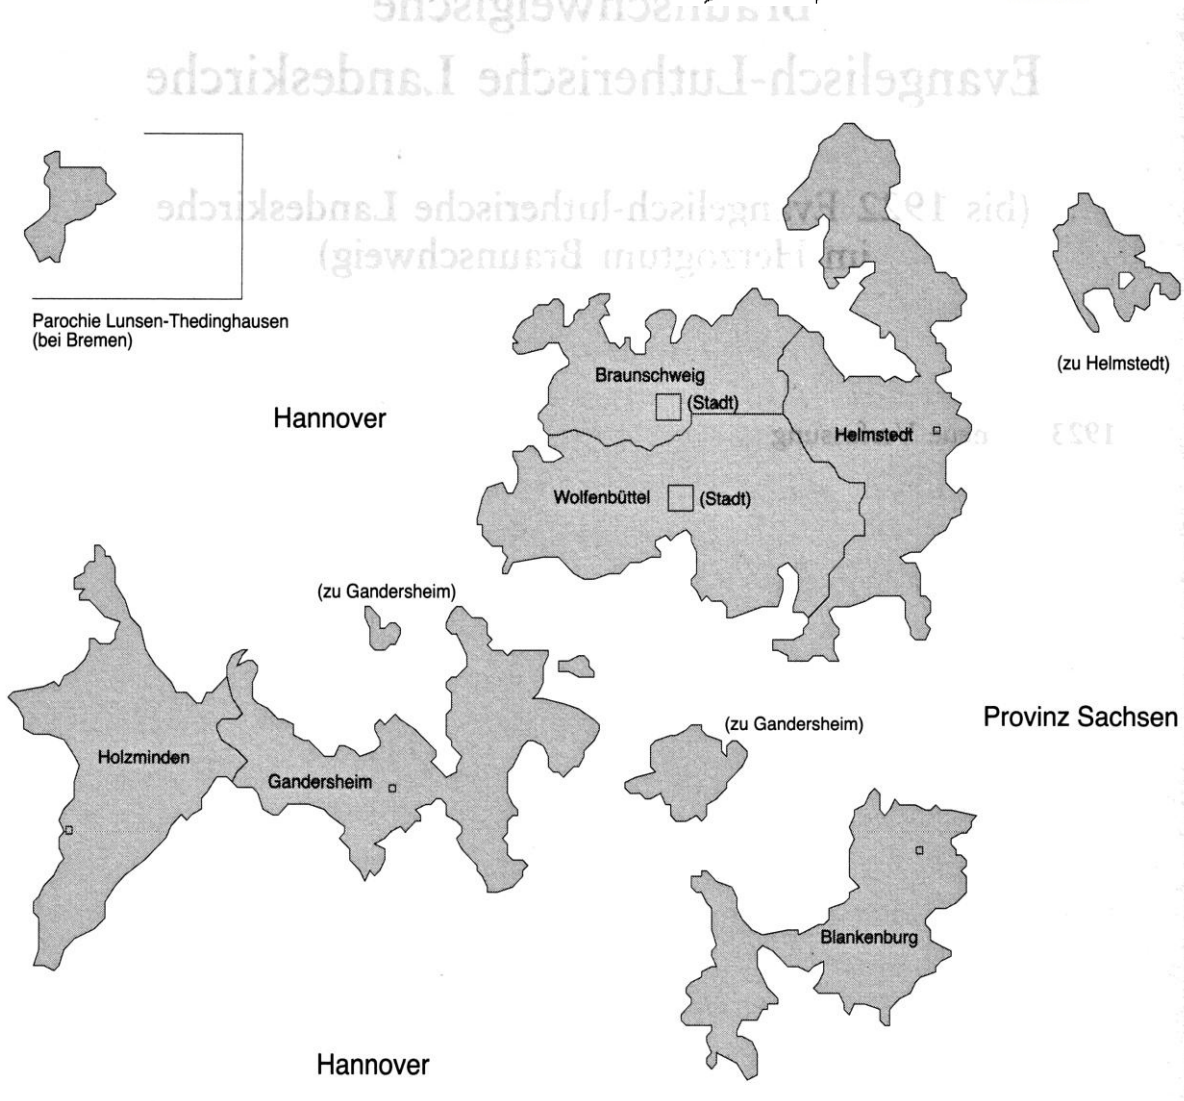 Braunschweigische
Evangelisch-Lutherische Landeskirche
(bis 1922 Evangelisch-lutherische Landeskirche
im Herzogtum Braunschweig)
Parochie Lunsen-Thedinghausen
(bei Bremen)
(zu Helmstedt)
Hannover
Braunschweig
(Stadt)
1923
Helmstedt
Wolfenbüttel
(Stadt)
(zu Gandersheim)
Provinz Sachsen
(zu Gandersheim)
Holzminden
Gandersheim
Blankenburg
Hannover